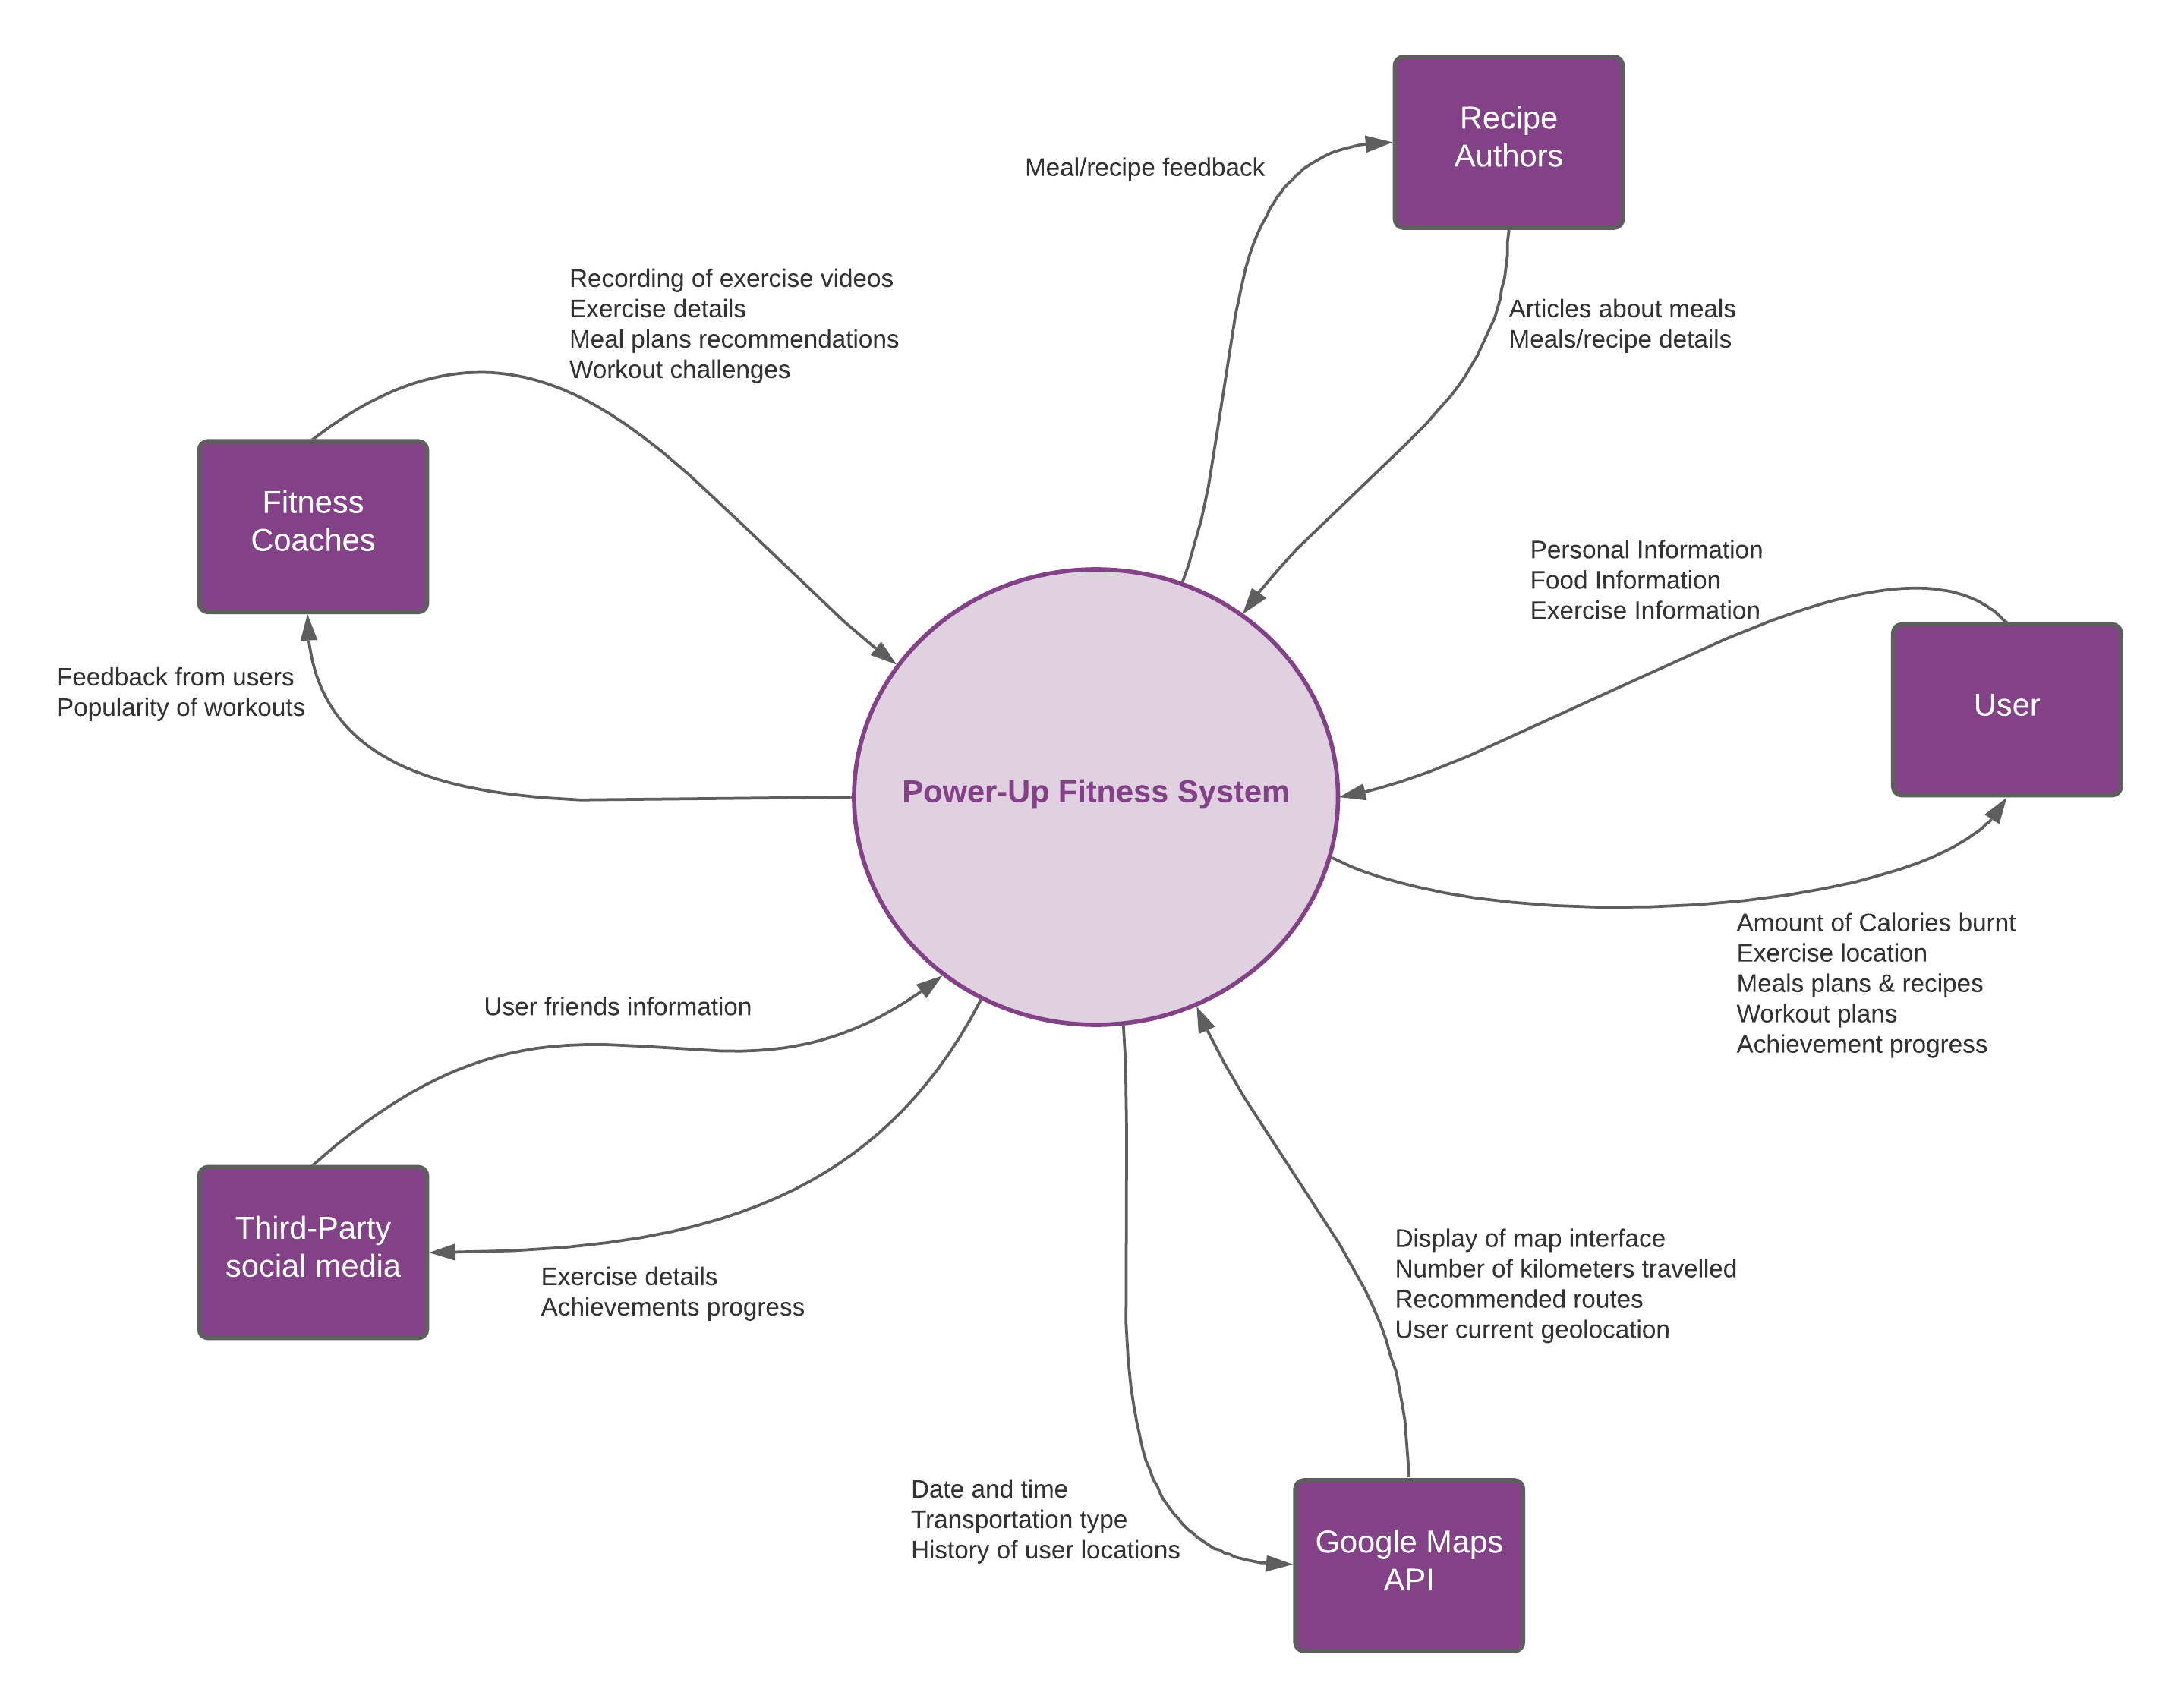 Recipe
Authors
Meal/recipe feedback
Articles about meals
Meals/recipe details
Recording of exercise videos
Exercise details
Meal plans recommendations
Workout challenges
Fitness
Coaches
Feedback from users
Popularity of workouts
Personal Information
Food Information
Exercise Information
User
Power-Up Fitness System
Amount of Calories burnt
Exercise location
Meals plans & recipes
Workout plans
Achievement progress
User friends information
Third-Party
social media
Exercise details
Achievements progress
Display of map interface
Number of kilometers travelled
Recommended routes
User current geolocation
Date and time
Transportation type
History of user locations
Google Maps
API